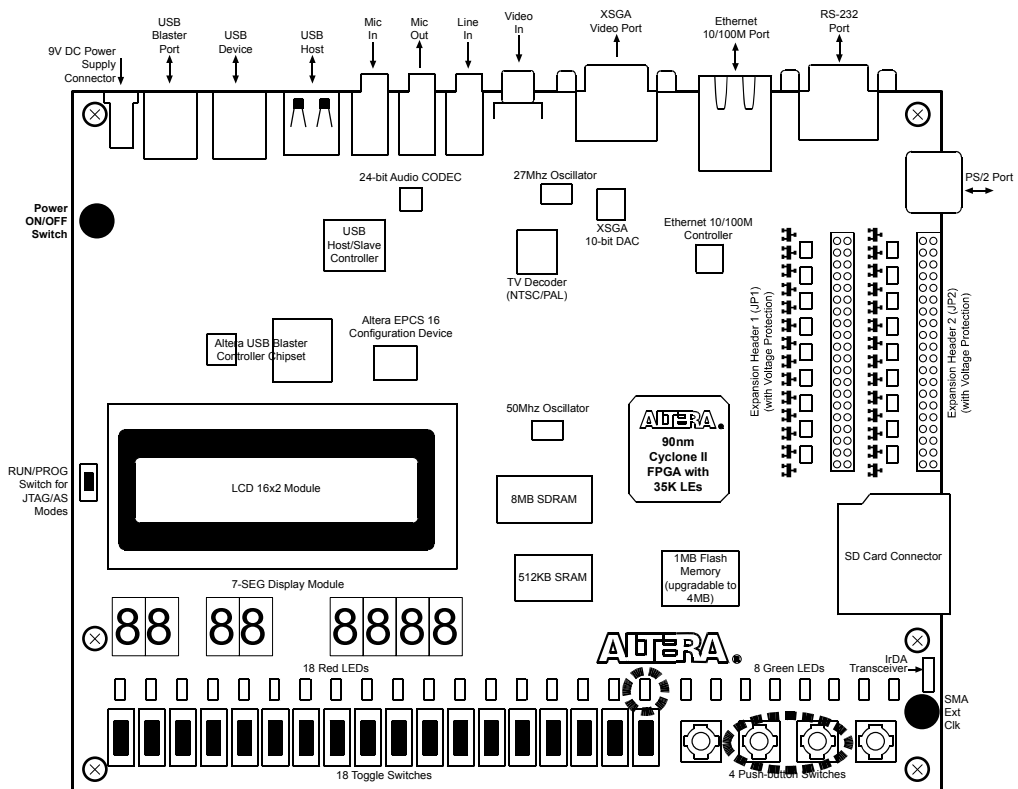 USB
Blaster
Port
USB
Device
USB
Host
Mic
In
Mic
Out
Line
In
Video
In
XSGA
Video Port
Ethernet
10/100M Port
RS-232
Port
9V DC Power
Supply
Connector
PS/2 Port
24-bit Audio CODEC
27Mhz Oscillator
Power
ON/OFF
Switch
USB
Host/Slave
Controller
XSGA
10-bit DAC
Ethernet 10/100M
Controller
TV Decoder
(NTSC/PAL)
Expansion Header 1 (JP1)
(with Voltage Protection)
Expansion Header 2 (JP2)
(with Voltage Protection)
Altera USB Blaster
Controller Chipset
Altera EPCS 16
Configuration Device
50Mhz Oscillator
ALTERA®
90nm
Cyclone II
FPGA with
35K LEs
RUN/PROG
Switch for
JTAG/AS
Modes
LCD 16x2 Module
8MB SDRAM
SD Card Connector
512KB SRAM
1MB Flash
Memory
(upgradable to
4MB)
7-SEG Display Module
88 88 8888
ALTERA®
18 Red LEDs
8 Green LEDs
IrDA
Transceiver
SMA
Ext
Clk
18 Toggle Switches
4 Push-button Switches